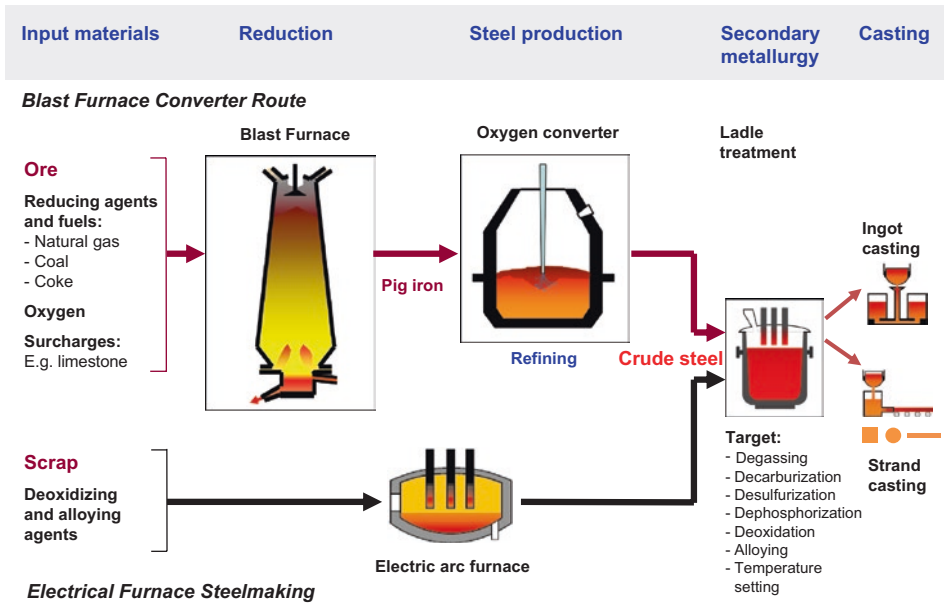 Input materials
Reduction
Steel production
Secondary
metallurgy
Casting
Blast Furnace Converter Route
Blast Furnace
Oxygen converter
Ladle
treatment
Ore
Reducing agents
and fuels:
- Natural gas
- Coal
- Coke
Oxygen
Surcharges:
E.g. limestone
Pig iron
Refining
Crude steel
Ingot
casting
Strand
casting
Scrap
Deoxidizing
and alloying
agents
Electric arc furnace
Target:
- Degassing
- Decarburization
- Desulfurization
- Dephosphorization
- Deoxidation
- Alloying
- Temperature
setting
Electrical Furnace Steelmaking